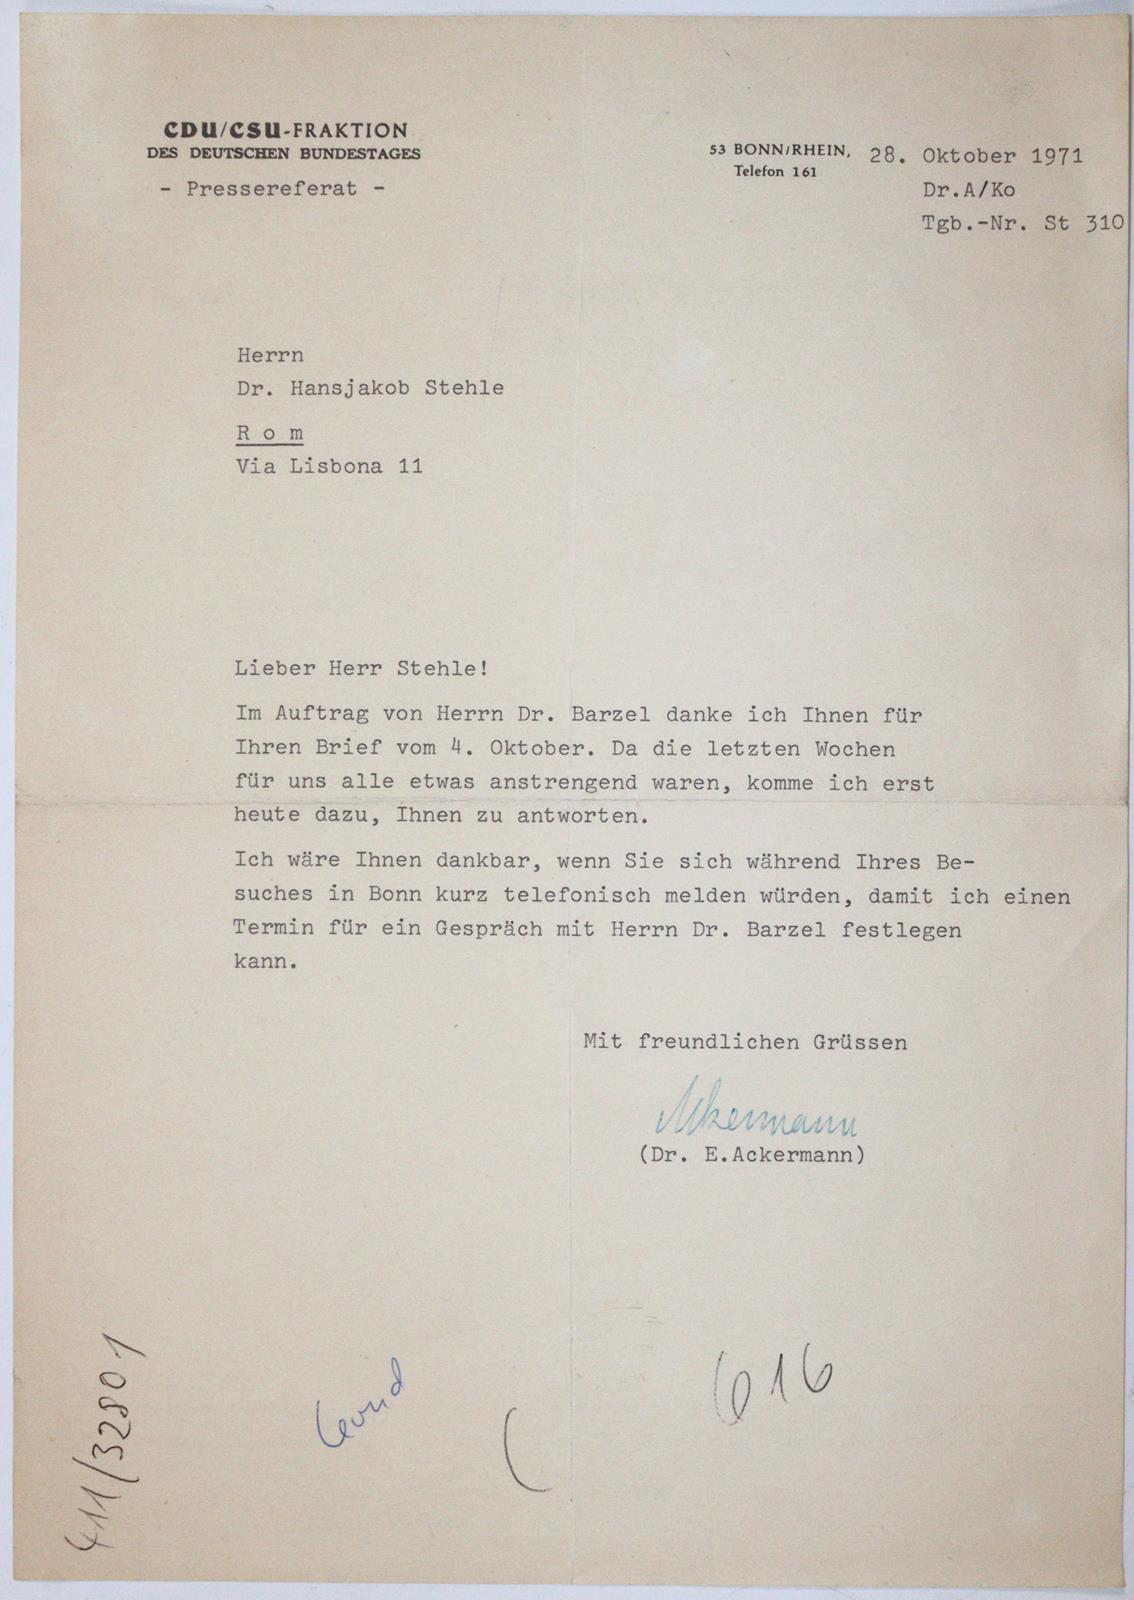 CDU/CSU-FRAKTION
DES DEUTSCHEN BUNDESTAGES
- Pressereferat -
53 BONN/RHEIN, 28. Oktober 1971
Telefon 161
Dr.A/Ko
Tgb.-Nr. St 310
Herrn
Dr. Hansjakob Stehle
R o m
Via Lisbona 11
Lieber Herr Stehle!
Im Auftrag von Herrn Dr. Barzel danke ich Ihnen für
Ihren Brief vom 4. Oktober. Da die letzten Wochen
für uns alle etwas anstrengend waren, komme ich erst
heute dazu, Ihnen zu antworten.
Ich wäre Ihnen dankbar, wenn Sie sich während Ihres Be-
suches in Bonn kurz telefonisch melden würden, damit ich einen
Termin für ein Gespräch mit Herrn Dr. Barzel festlegen
kann.
Mit freundlichen Grüssen
Ackermann
(Dr. E.Ackermann)
616
411/32801